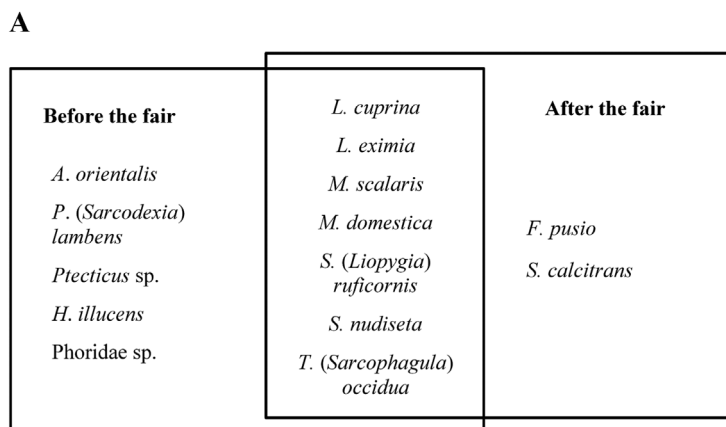 A
Before the fair
A. orientalis
P. (Sarcodexia)
lambens
Ptecticus sp.
H. illucens
Phoridae sp.
L. cuprina
L. eximia
M. scalaris
M. domestica
S. (Liopygia)
ruficornis
S. nudiseta
T. (Sarcophagula)
occidua
After the fair
F. pusio
S. calcitrans